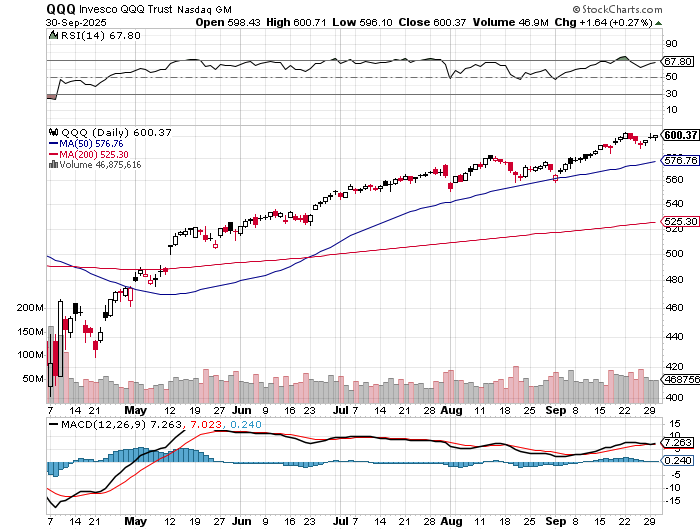 QQQ Invesco QQQ Trust Nasdaq GM
© StockCharts.com
30-Sep-2025
Open 598.43 High 600.71 Low 596.10 Close 600.37 Volume 46.9M Chg +1.64 (+0.27%)
RSI(14) 67.80
90
67.80
50
30
10
QQQ (Daily) 600.37
MA(50) 576.76
MA(200) 525.30
Volume 46,875,616
600.37
576.76
560
540
525.30
520
500
480
460
440
420
400
468756
200M
150M
100M
50M
7 14 21 May 12 19 27 Jun 9 16 23 Jul 7 14 21 28 Aug 11 18 25 Sep 8 15 22 29
MACD(12,26,9) 7.263, 7.023, 0.240
15
10
7.263
0.240
-5
-10
-15
7 14 21 May 12 19 27 Jun 9 16 23 Jul 7 14 21 28 Aug 11 18 25 Sep 8 15 22 29